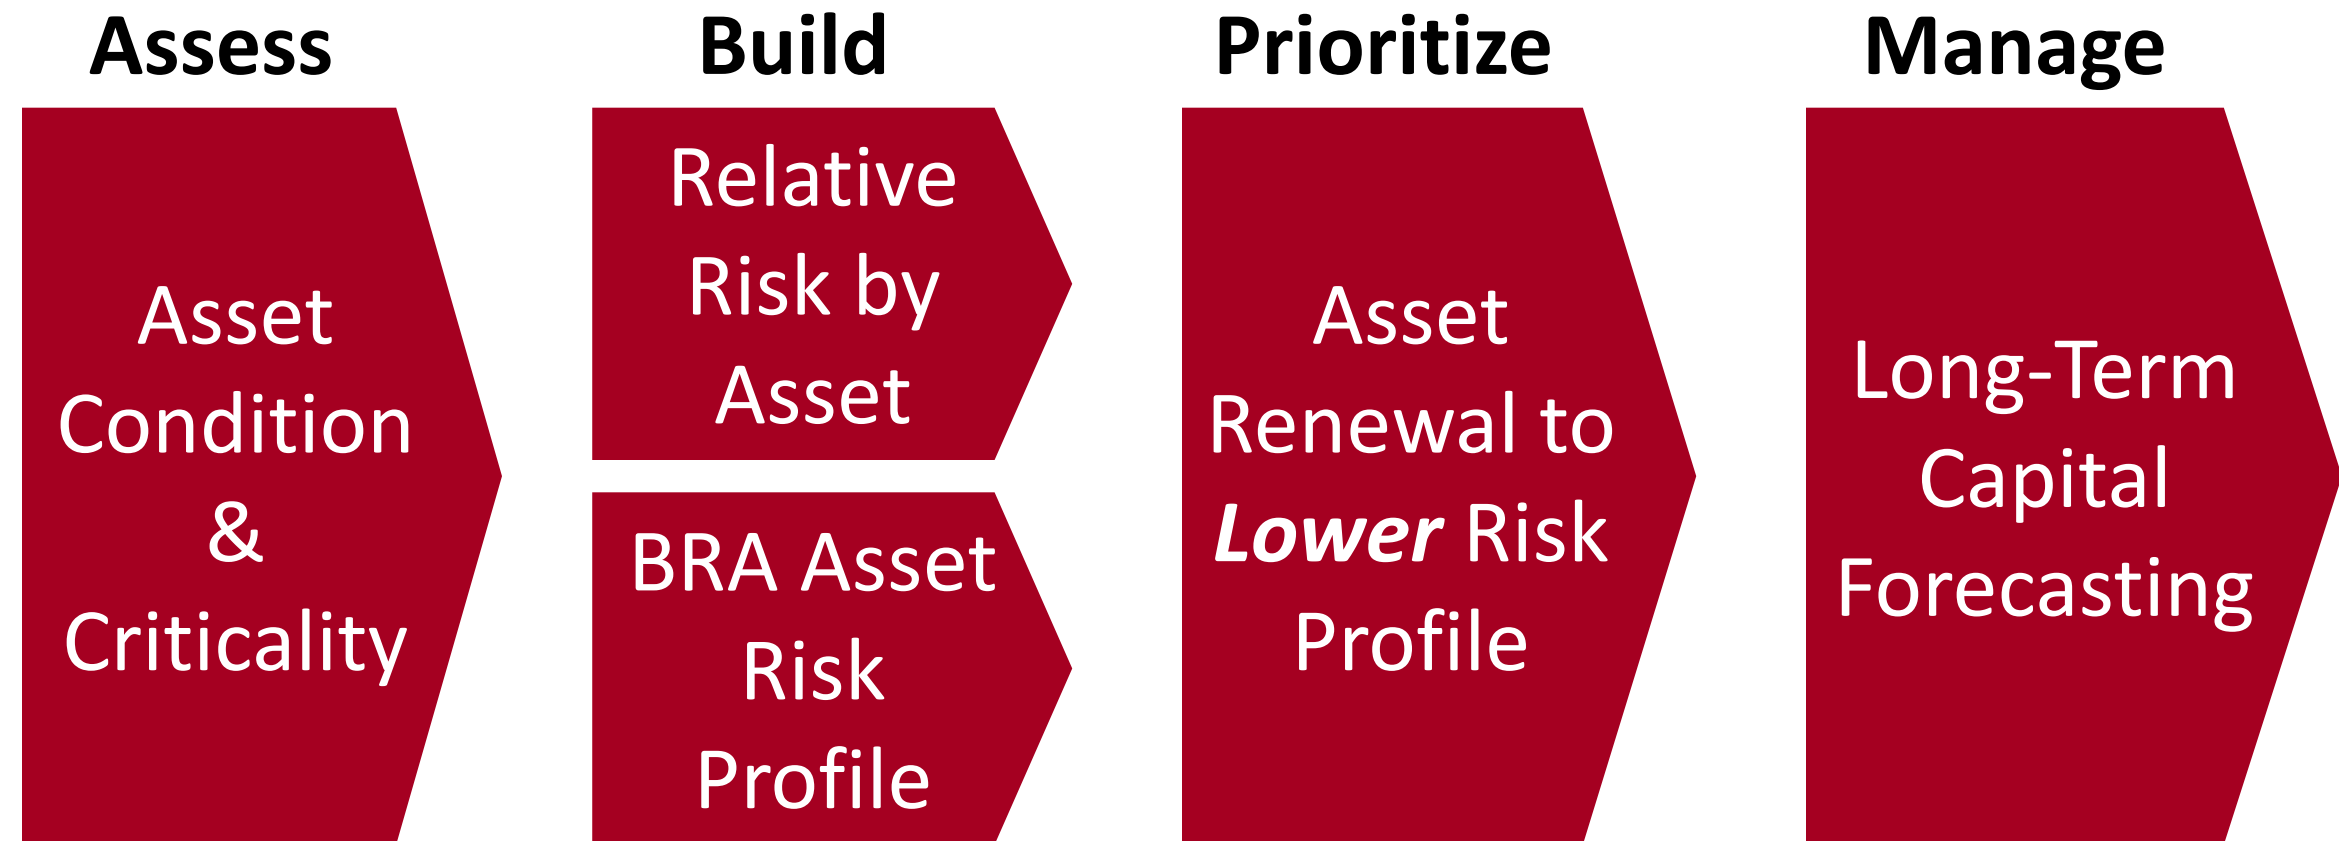 Assess
Asset
Condition
&
Criticality
Build
Relative
Risk by
Asset
BRA Asset
Risk
Profile
Prioritize
Asset
Renewal to
Lower Risk
Profile
Manage
Long-Term
Capital
Forecasting